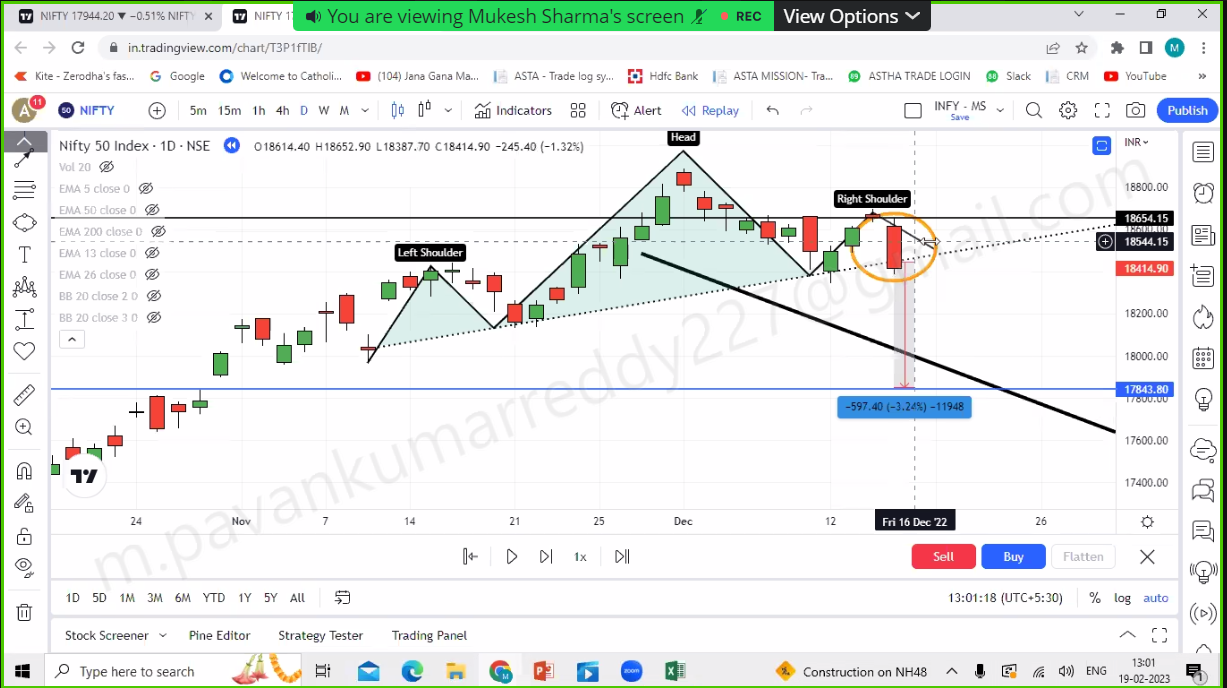 NIFTY 17944.20 ▼ −0.51% NIFTY
NIFTY 17
You are viewing Mukesh Sharma's screen
REC
View Options
in.tradingview.com/chart/T3P1fTlB/
M
Kite - Zerodha's fas...
Google
Welcome to Catholi...
(104) Jana Gana Ma...
ASTA - Trade log sy...
Hdfc Bank
ASTA MISSION- Tra...
ASTHA TRADE LOGIN
Slack
CRM
YouTube
A
11
50 NIFTY
5m 15m 1h 4h D W M
Indicators
Alert
Replay
INFY - MS
Save
Publish
Nifty 50 Index · 1D · NSE
O18614.40 H18652.90 L18387.70 C18414.90 −245.40 (−1.32%)
INR
Vol 20
EMA 5 close 0
EMA 50 close 0
EMA 200 close 0
EMA 13 close 0
EMA 26 close 0
BB 20 close 2 0
BB 20 close 3 0
Head
Right Shoulder
Left Shoulder
18800.00
18654.15
18600.00
18544.15
18414.90
18200.00
18000.00
17843.80
17800.00
17600.00
17400.00
−597.40 (−3.24%) −11948
m.pavankumarreddy227@gmail.com
24 Nov 7 14 21 25 Dec 12 Fri 16 Dec '22 26
1x
Sell
Buy
Flatten
1D 5D 1M 3M 6M YTD 1Y 5Y All
13:01:18 (UTC+5:30)
% log auto
Stock Screener
Pine Editor
Strategy Tester
Trading Panel
Type here to search
zoom
Construction on NH48
ENG
13:01
19-02-2023
1